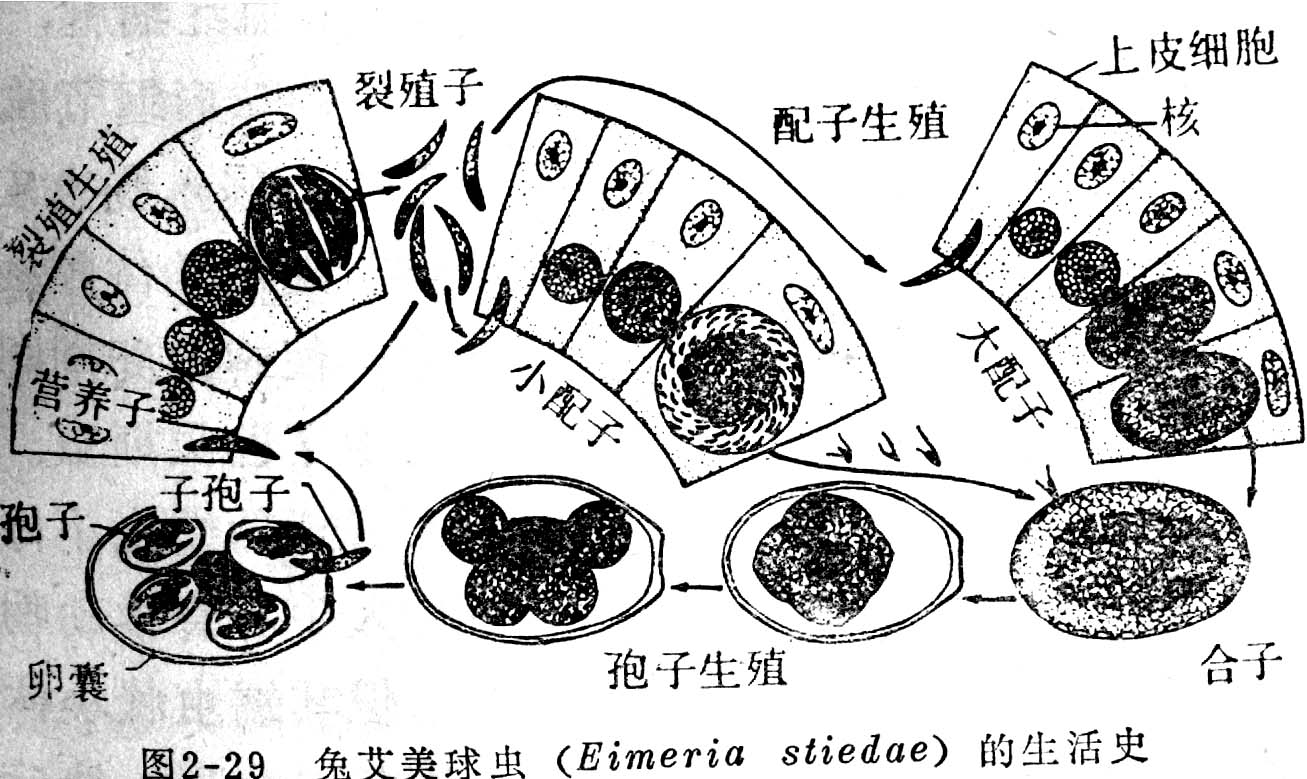 上皮细胞
裂殖子
配子生殖
核
裂殖生殖
大配子
小配子
营养子
子孢子
孢子
卵囊
孢子生殖
合子
图2-29 兔艾美球虫 (Eimeria stiedae) 的生活史